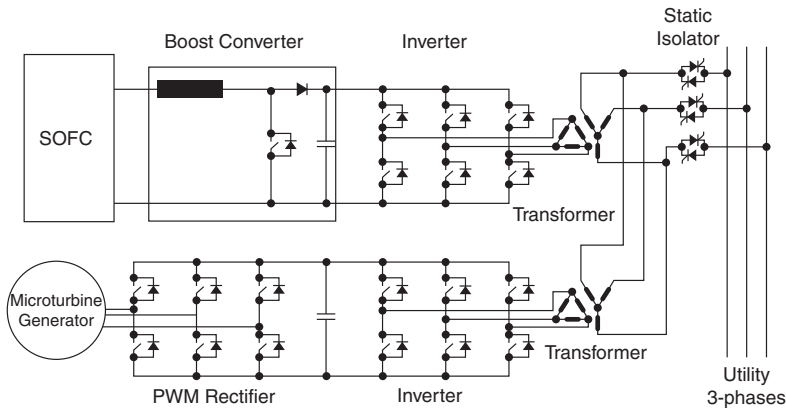 Static
Isolator
Boost Converter
Inverter
SOFC
Transformer
Microturbine
Generator
Transformer
PWM Rectifier
Inverter
Utility
3-phases